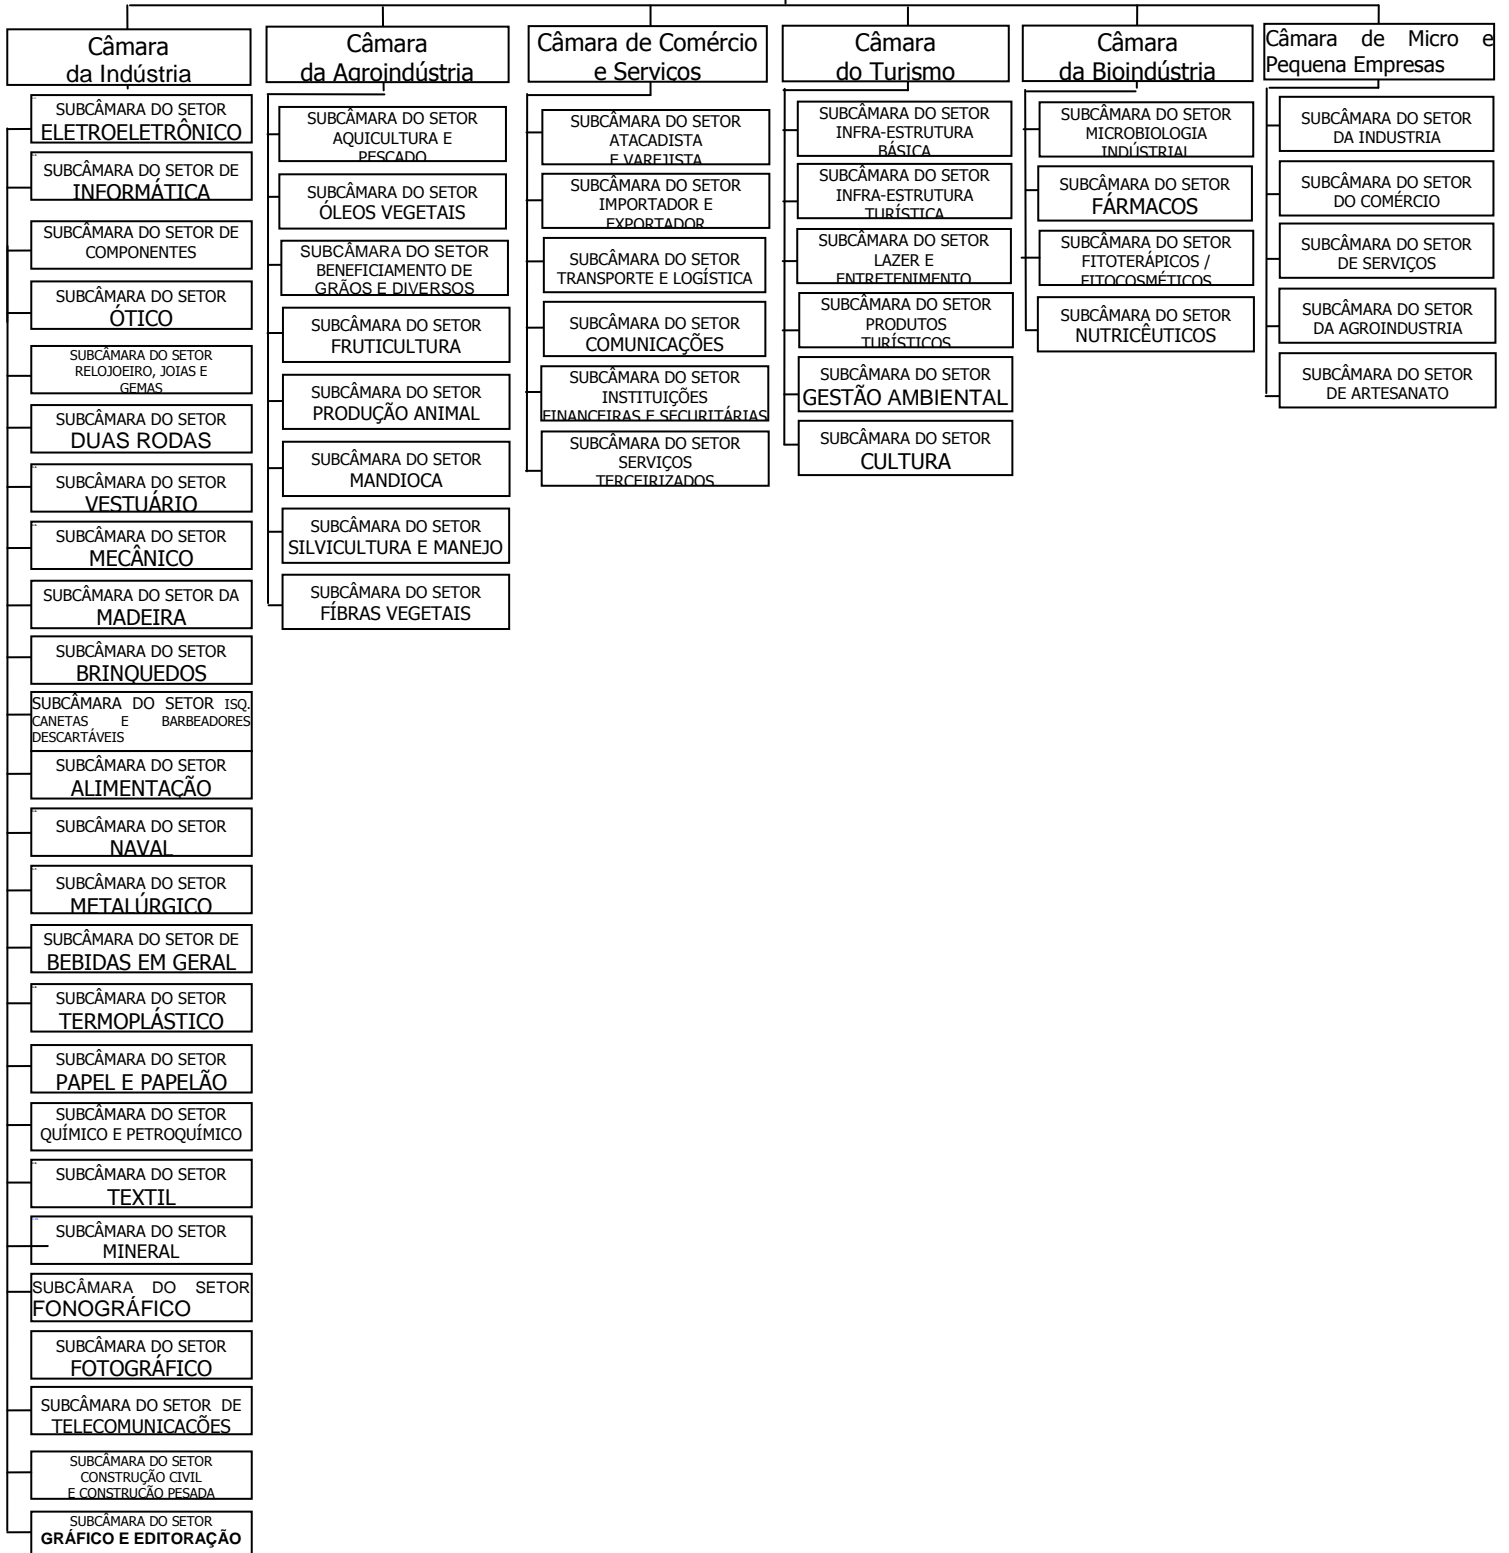 Câmara
da Indústria
SUBCÂMARA DO SETOR
ELETROELETRÔNICO
SUBCÂMARA DO SETOR DE
INFORMÁTICA
SUBCÂMARA DO SETOR DE
COMPONENTES
SUBCÂMARA DO SETOR
ÓTICO
SUBCÂMARA DO SETOR
RELOJOEIRO, JOIAS E
GEMAS
SUBCÂMARA DO SETOR
DUAS RODAS
SUBCÂMARA DO SETOR
VESTUÁRIO
SUBCÂMARA DO SETOR
MECÂNICO
SUBCÂMARA DO SETOR DA
MADEIRA
SUBCÂMARA DO SETOR
BRINQUEDOS
SUBCÂMARA DO SETOR ISQ.
CANETAS E BARBEADORES
DESCARTÁVEIS
SUBCÂMARA DO SETOR
ALIMENTAÇÃO
SUBCÂMARA DO SETOR
NAVAL
SUBCÂMARA DO SETOR
METALÚRGICO
SUBCÂMARA DO SETOR DE
BEBIDAS EM GERAL
SUBCÂMARA DO SETOR
TERMOPLÁSTICO
SUBCÂMARA DO SETOR
PAPEL E PAPELÃO
SUBCÂMARA DO SETOR
QUÍMICO E PETROQUÍMICO
SUBCÂMARA DO SETOR
TEXTIL
SUBCÂMARA DO SETOR
MINERAL
SUBCÂMARA DO SETOR
FONOGRÁFICO
SUBCÂMARA DO SETOR
FOTOGRÁFICO
SUBCÂMARA DO SETOR DE
TELECOMUNICAÇÕES
SUBCÂMARA DO SETOR
CONSTRUÇÃO CIVIL
E CONSTRUÇÃO PESADA
SUBCÂMARA DO SETOR
GRÁFICO E EDITORAÇÃO
Câmara
da Agroindústria
SUBCÂMARA DO SETOR
AQUICULTURA E
PESCADO
SUBCÂMARA DO SETOR
ÓLEOS VEGETAIS
SUBCÂMARA DO SETOR
BENEFICIAMENTO DE
GRÃOS E DIVERSOS
SUBCÂMARA DO SETOR
FRUTICULTURA
SUBCÂMARA DO SETOR
PRODUÇÃO ANIMAL
SUBCÂMARA DO SETOR
MANDIOCA
SUBCÂMARA DO SETOR
SILVICULTURA E MANEJO
SUBCÂMARA DO SETOR
FÍBRAS VEGETAIS
Câmara de Comércio
e Serviços
SUBCÂMARA DO SETOR
ATACADISTA
E VAREJISTA
SUBCÂMARA DO SETOR
IMPORTADOR E
EXPORTADOR
SUBCÂMARA DO SETOR
TRANSPORTE E LOGÍSTICA
SUBCÂMARA DO SETOR
COMUNICAÇÕES
SUBCÂMARA DO SETOR
INSTITUIÇÕES
FINANCEIRAS E SECURITÁRIAS
SUBCÂMARA DO SETOR
SERVIÇOS
TERCEIRIZADOS
Câmara
do Turismo
SUBCÂMARA DO SETOR
INFRA-ESTRUTURA
BÁSICA
SUBCÂMARA DO SETOR
INFRA-ESTRUTURA
TURÍSTICA
SUBCÂMARA DO SETOR
LAZER E
ENTRETENIMENTO
SUBCÂMARA DO SETOR
PRODUTOS
TURÍSTICOS
SUBCÂMARA DO SETOR
GESTÃO AMBIENTAL
SUBCÂMARA DO SETOR
CULTURA
Câmara
da Bioindústria
SUBCÂMARA DO SETOR
MICROBIOLOGIA
INDÚSTRIAL
SUBCÂMARA DO SETOR
FÁRMACOS
SUBCÂMARA DO SETOR
FITOTERÁPICOS /
FITOCOSMÉTICOS
SUBCÂMARA DO SETOR
NUTRICÊUTICOS
Câmara de Micro e
Pequena Empresas
SUBCÂMARA DO SETOR
DA INDUSTRIA
SUBCÂMARA DO SETOR
DO COMÉRCIO
SUBCÂMARA DO SETOR
DE SERVIÇOS
SUBCÂMARA DO SETOR
DA AGROINDUSTRIA
SUBCÂMARA DO SETOR
DE ARTESANATO